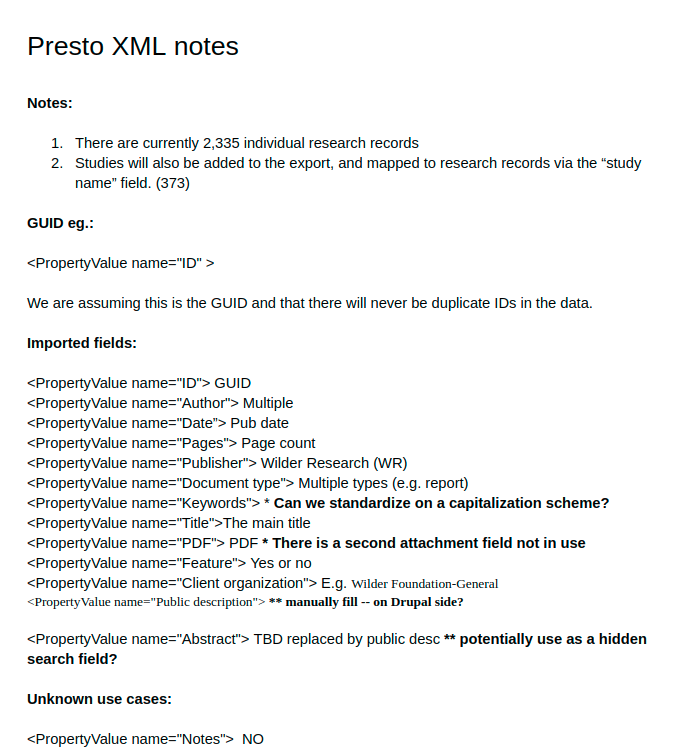 Presto XML notes
Notes:
1. There are currently 2,335 individual research records
2. Studies will also be added to the export, and mapped to research records via the “study
name” field. (373)
GUID eg.:
<PropertyValue name="ID" >
We are assuming this is the GUID and that there will never be duplicate IDs in the data.
Imported fields:
<PropertyValue name="ID"> GUID
<PropertyValue name="Author"> Multiple
<PropertyValue name="Date”> Pub date
<PropertyValue name="Pages"> Page count
<PropertyValue name="Publisher"> Wilder Research (WR)
<PropertyValue name="Document type"> Multiple types (e.g. report)
<PropertyValue name="Keywords"> * Can we standardize on a capitalization scheme?
<PropertyValue name="Title">The main title
<PropertyValue name="PDF"> PDF * There is a second attachment field not in use
<PropertyValue name="Feature"> Yes or no
<PropertyValue name="Client organization"> E.g. Wilder Foundation-General
<PropertyValue name="Public description"> ** manually fill -- on Drupal side?
<PropertyValue name="Abstract"> TBD replaced by public desc ** potentially use as a hidden
search field?
Unknown use cases:
<PropertyValue name="Notes">  NO